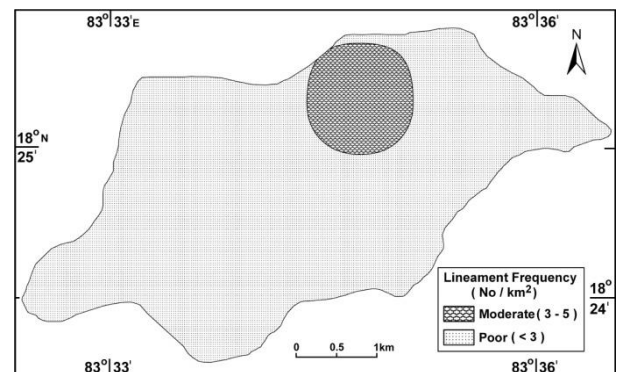 83°33'E
83°36'
N
18°N
25'
Lineament Frequency
( No / km²)
Moderate ( 3 - 5 )
Poor ( < 3 )
18°
24'
0 0.5 1km
83°33'
83°36'